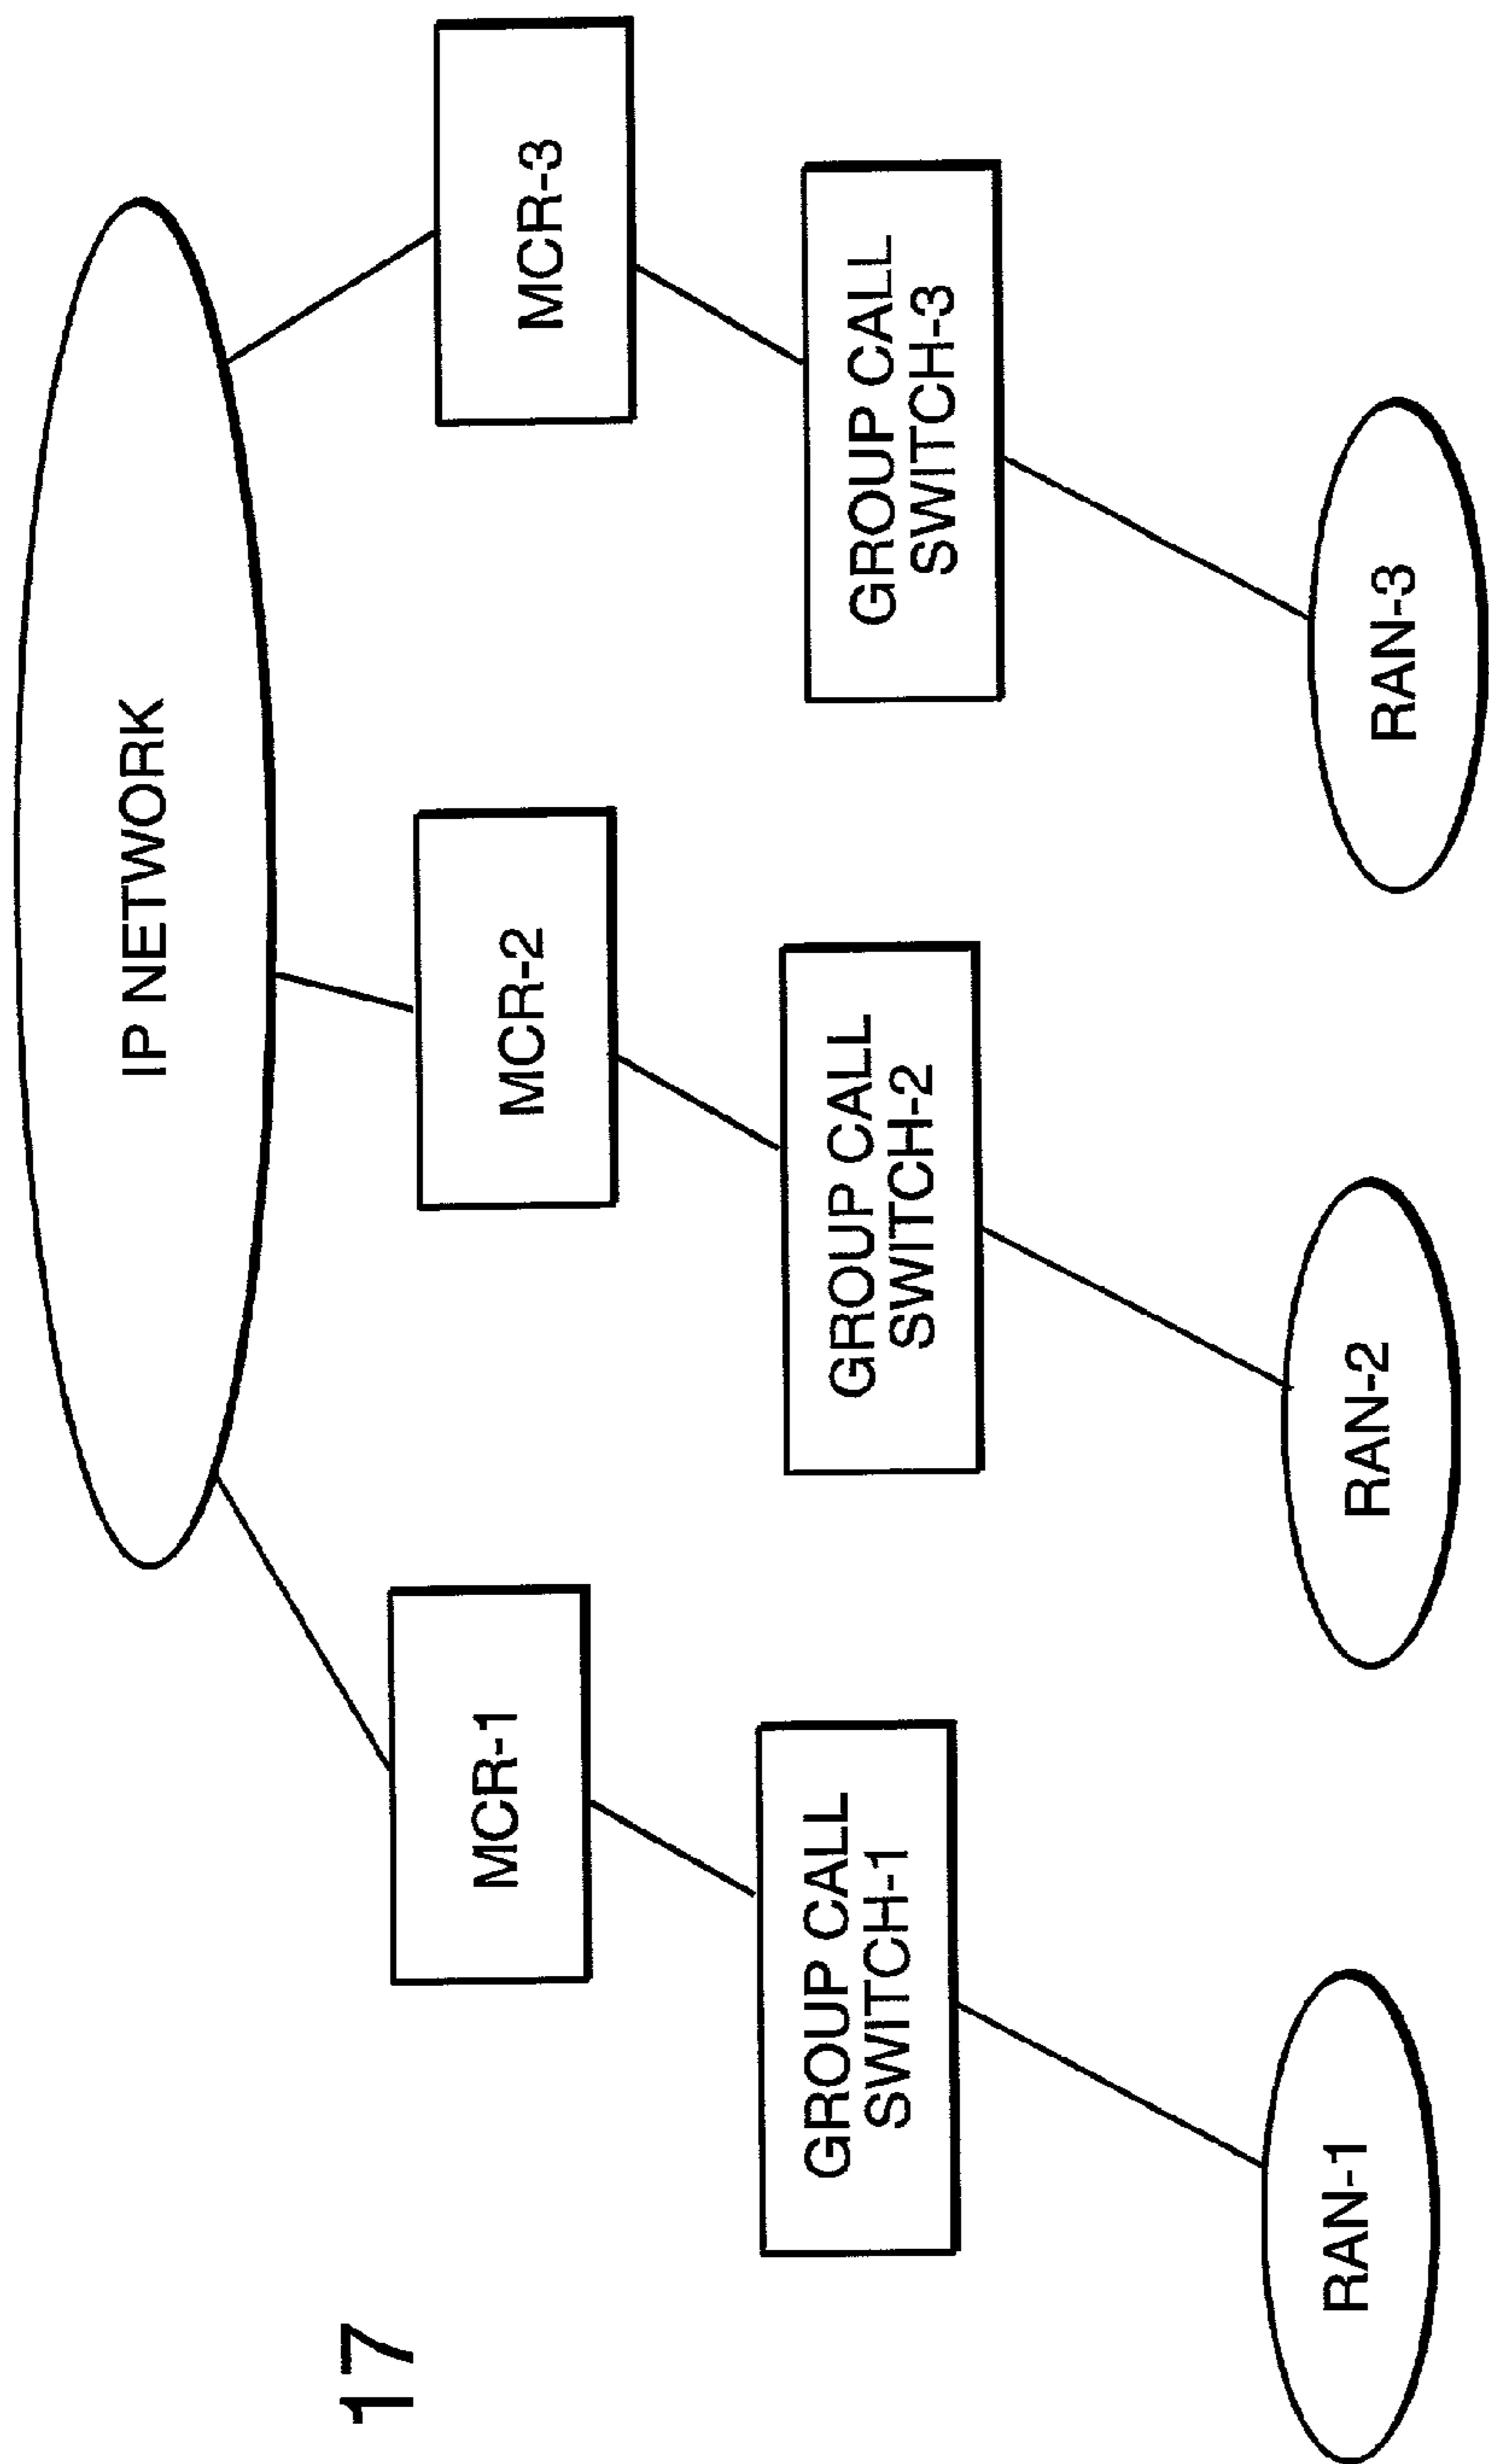 17
IP NETWORK
MCR-1
MCR-2
MCR-3
GROUP CALL
SWITCH-1
GROUP CALL
SWITCH-2
GROUP CALL
SWITCH-3
RAN-1
RAN-2
RAN-3